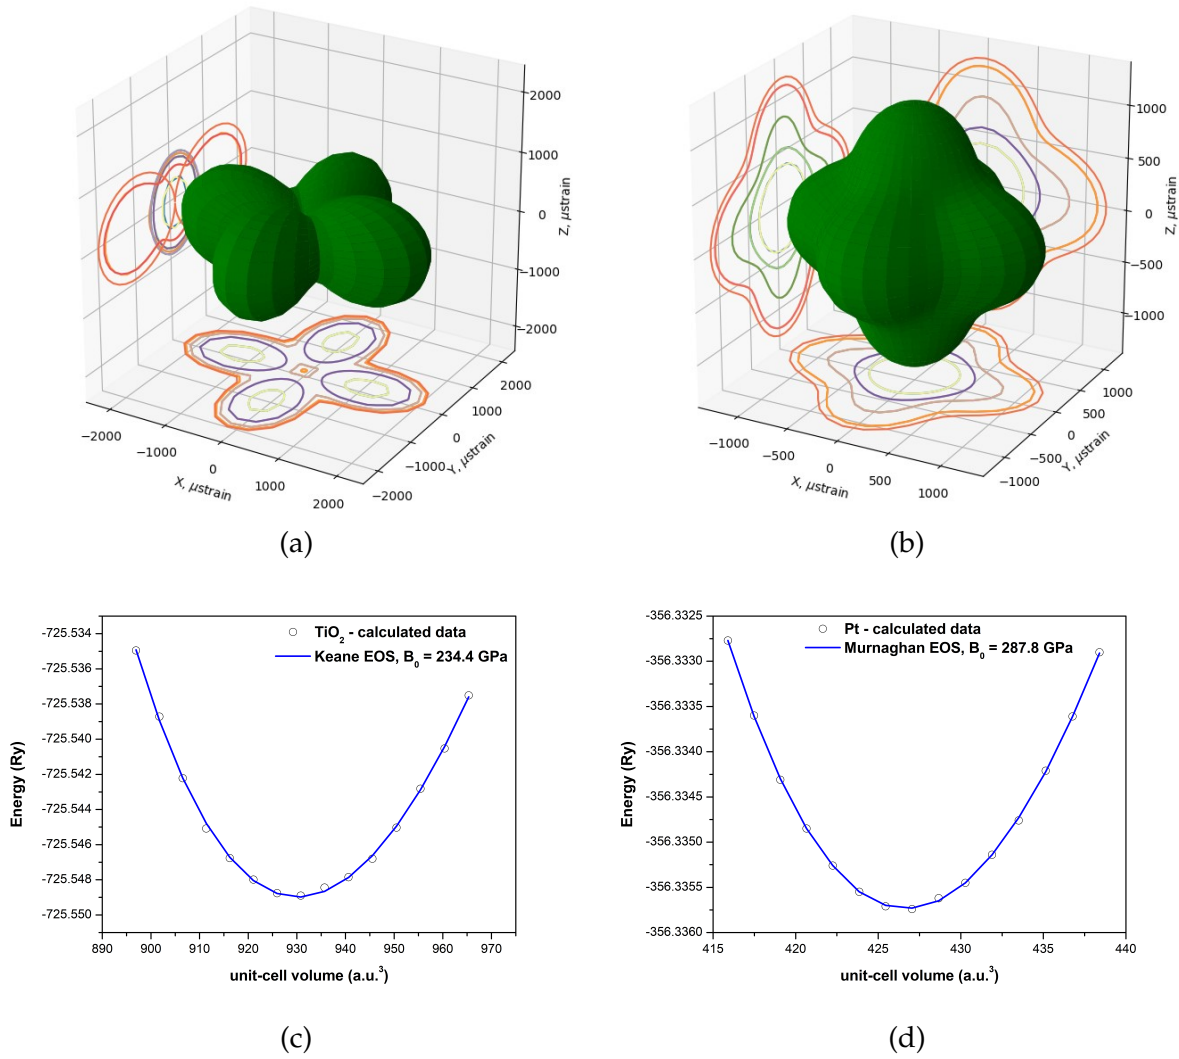 2000
1000
0
−1000
−2000
Z, μstrain
−2000
−1000
0
1000
2000
X, μstrain
−2000
−1000
0
1000
2000
Y, μstrain
(a)
1000
500
0
−500
−1000
Z, μstrain
−1000
−500
0
500
1000
X, μstrain
−1000
−500
0
500
1000
Y, μstrain
(b)
-725.534
-725.536
-725.538
-725.540
-725.542
-725.544
-725.546
-725.548
-725.550
Energy (Ry)
TiO2 - calculated data
Keane EOS, B0 = 234.4 GPa
890 900 910 920 930 940 950 960 970
unit-cell volume (a.u.3)
(c)
-356.3325
-356.3330
-356.3335
-356.3340
-356.3345
-356.3350
-356.3355
-356.3360
Energy (Ry)
Pt - calculated data
Murnaghan EOS, B0 = 287.8 GPa
415 420 425 430 435 440
unit-cell volume (a.u.3)
(d)